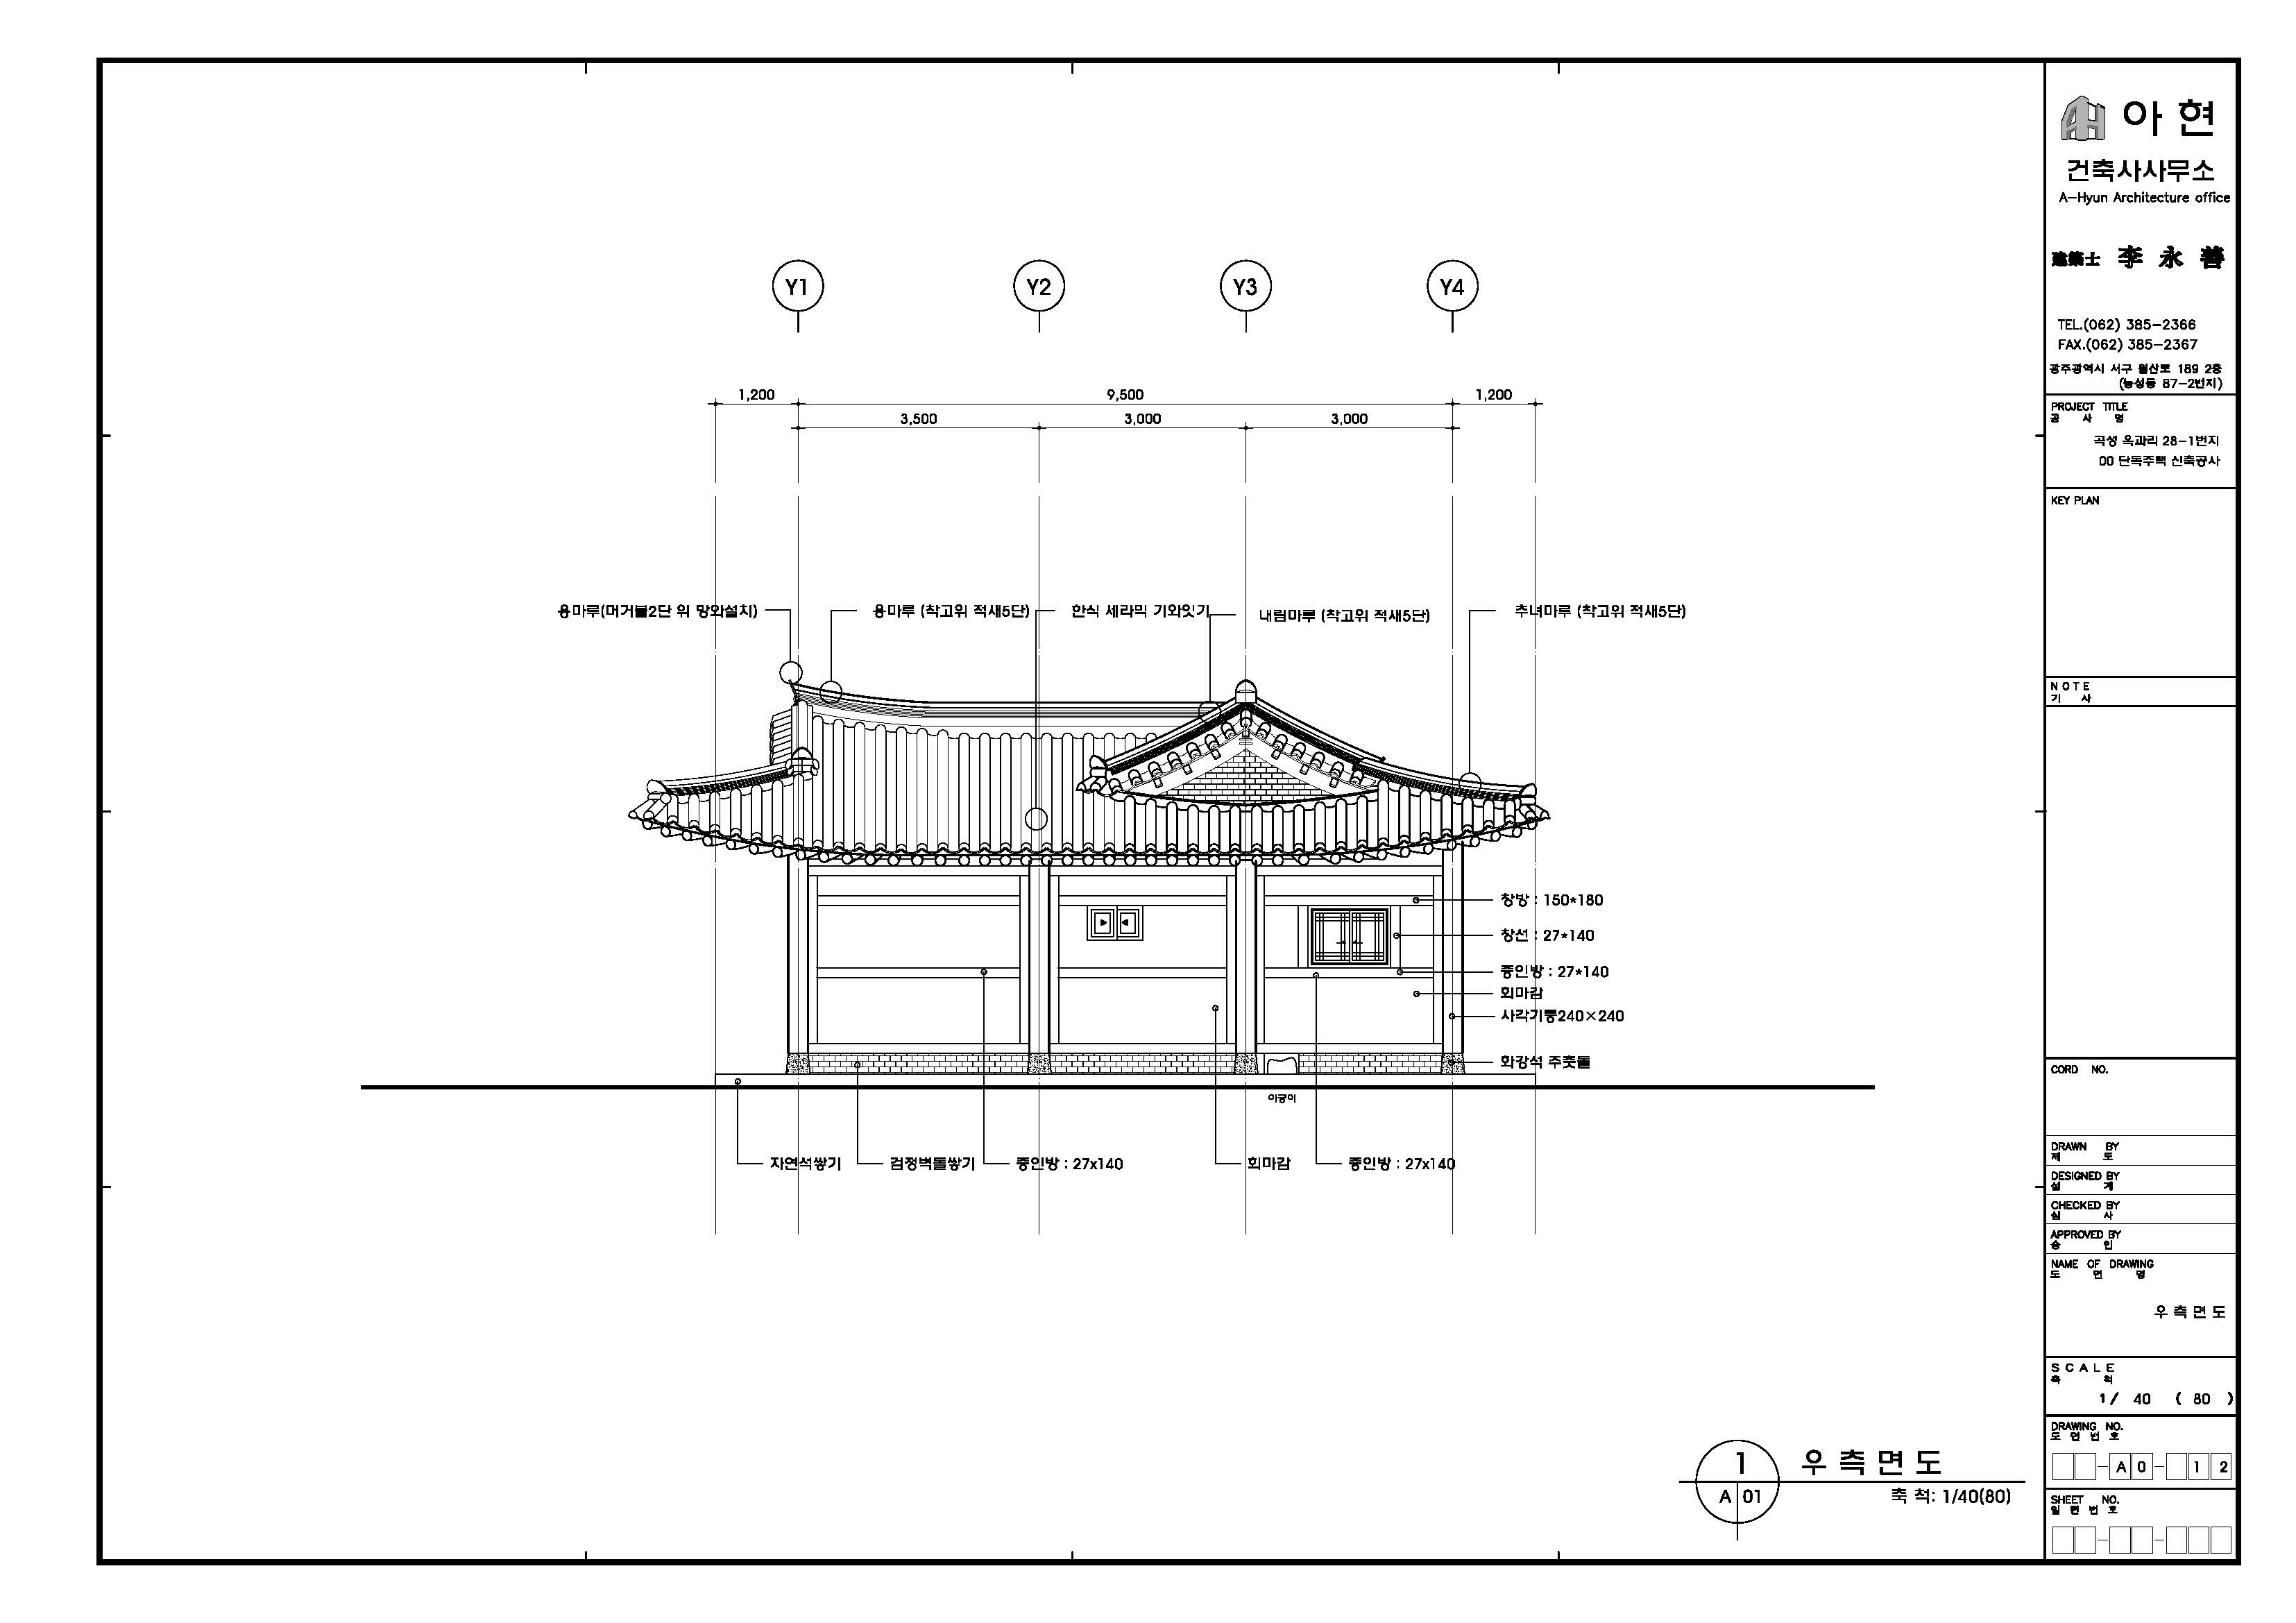 아 현
건축사사무소
A-Hyun Architecture office
建築士 李 永 善
TEL.(062) 385-2366
FAX.(062) 385-2367
광주광역시 서구 월산로 189 2층
(농성동 87-2번지)
PROJECT TITLE
공 사 명
곡성 옥과리 28-1번지
00 단독주택 신축공사
KEY PLAN
NOTE
기 사
CORD NO.
DRAWN BY
제 도
DESIGNED BY
설 계
CHECKED BY
심 사
APPROVED BY
승 인
NAME OF DRAWING
도 면 명
우측면도
SCALE
축 척
1/ 40 ( 80 )
DRAWING NO.
도 면 번 호
A 0 - 1 2
SHEET NO.
일 련 번 호
Y1 Y2 Y3 Y4
1,200 9,500 1,200
3,500 3,000 3,000
용마루(머거불2단 위 망와설치)
용마루 (착고위 적새5단)
한식 세라믹 기와잇기
내림마루 (착고위 적새5단)
추녀마루 (착고위 적새5단)
창방 : 150*180
창선 : 27*140
중인방 : 27*140
회마감
사각기둥240×240
화강석 주춧돌
아궁이
자연석쌓기
검정벽돌쌓기
중인방 : 27x140
회마감
중인방 : 27x140
1
A 01
우측면도
축 척: 1/40(80)